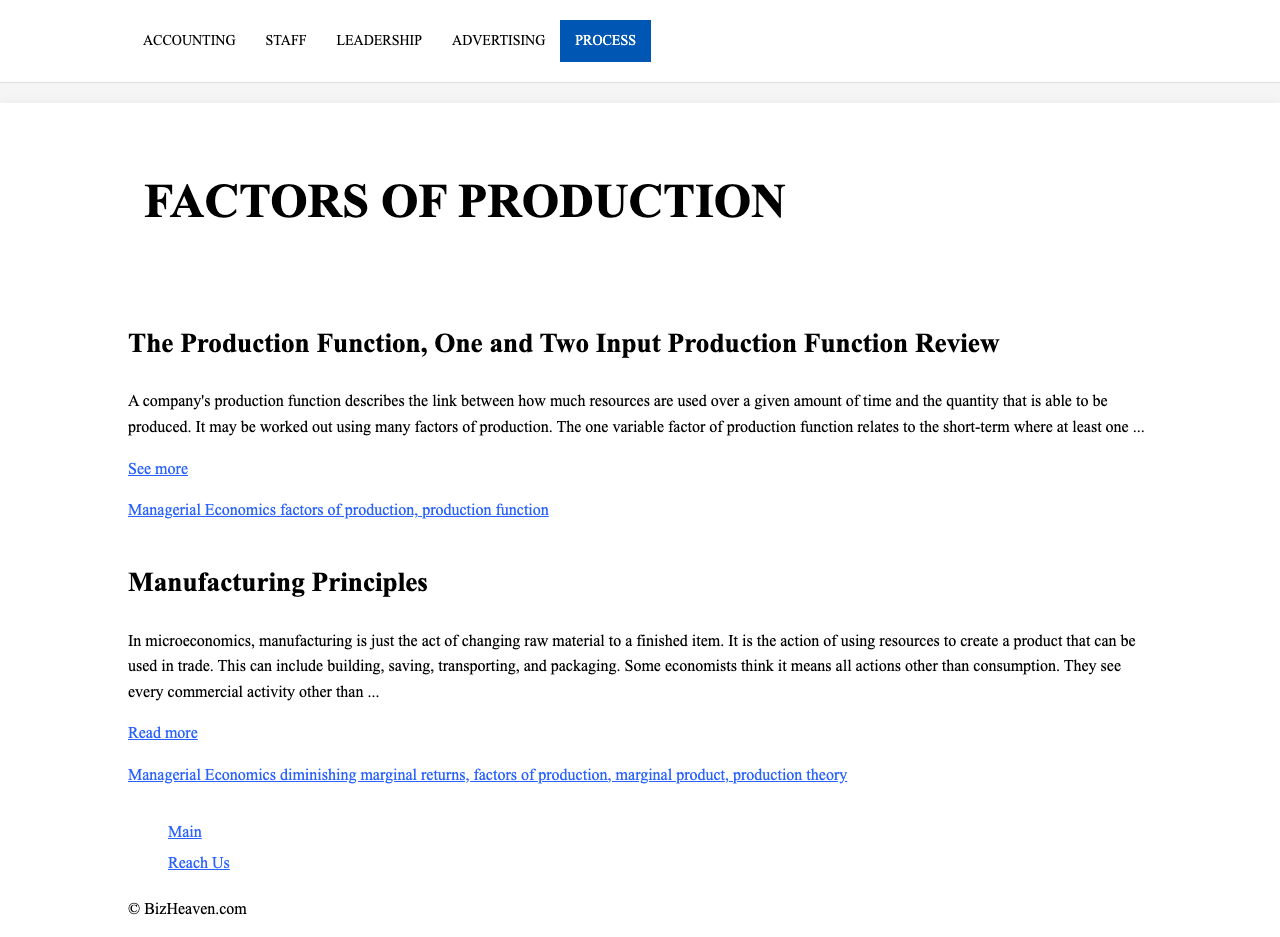 ACCOUNTING STAFF LEADERSHIP ADVERTISING PROCESS
FACTORS OF PRODUCTION
The Production Function, One and Two Input Production Function Review
A company's production function describes the link between how much resources are used over a given amount of time and the quantity that is able to be
produced. It may be worked out using many factors of production. The one variable factor of production function relates to the short-term where at least one ...
See more
Managerial Economics factors of production, production function
Manufacturing Principles
In microeconomics, manufacturing is just the act of changing raw material to a finished item. It is the action of using resources to create a product that can be
used in trade. This can include building, saving, transporting, and packaging. Some economists think it means all actions other than consumption. They see
every commercial activity other than ...
Read more
Managerial Economics diminishing marginal returns, factors of production, marginal product, production theory
Main
Reach Us
© BizHeaven.com